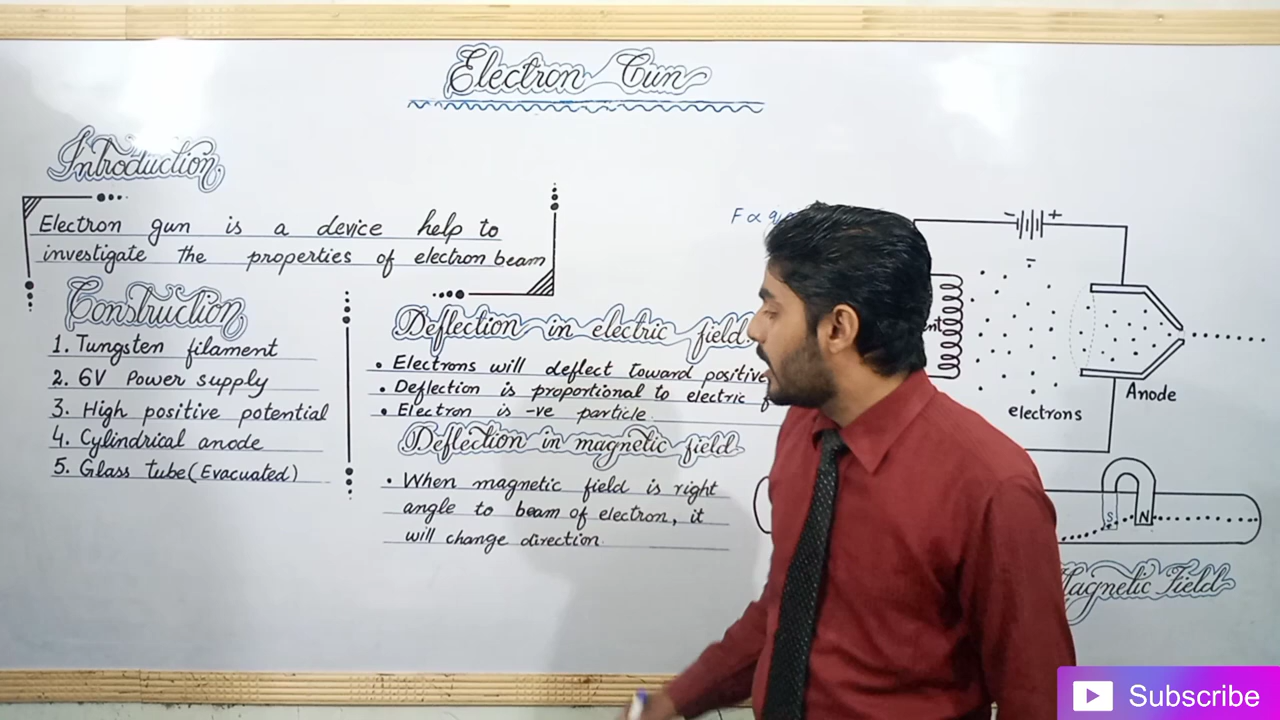 Electron Gun
Introduction
Electron gun is a device help to
investigate the properties of electron beam
Construction
1. Tungsten filament
2. 6V Power supply
3. High positive potential
4. Cylindrical anode
5. Glass tube (Evacuated)
Deflection in electric field
• Electrons will deflect toward positive
• Deflection is proportional to electric
• Electron is -ve particle.
Deflection in magnetic field
• When magnetic field is right
angle to beam of electron, it
will change direction.
F ∝
- +
-
electrons
Anode
S N
Magnetic Field
Subscribe